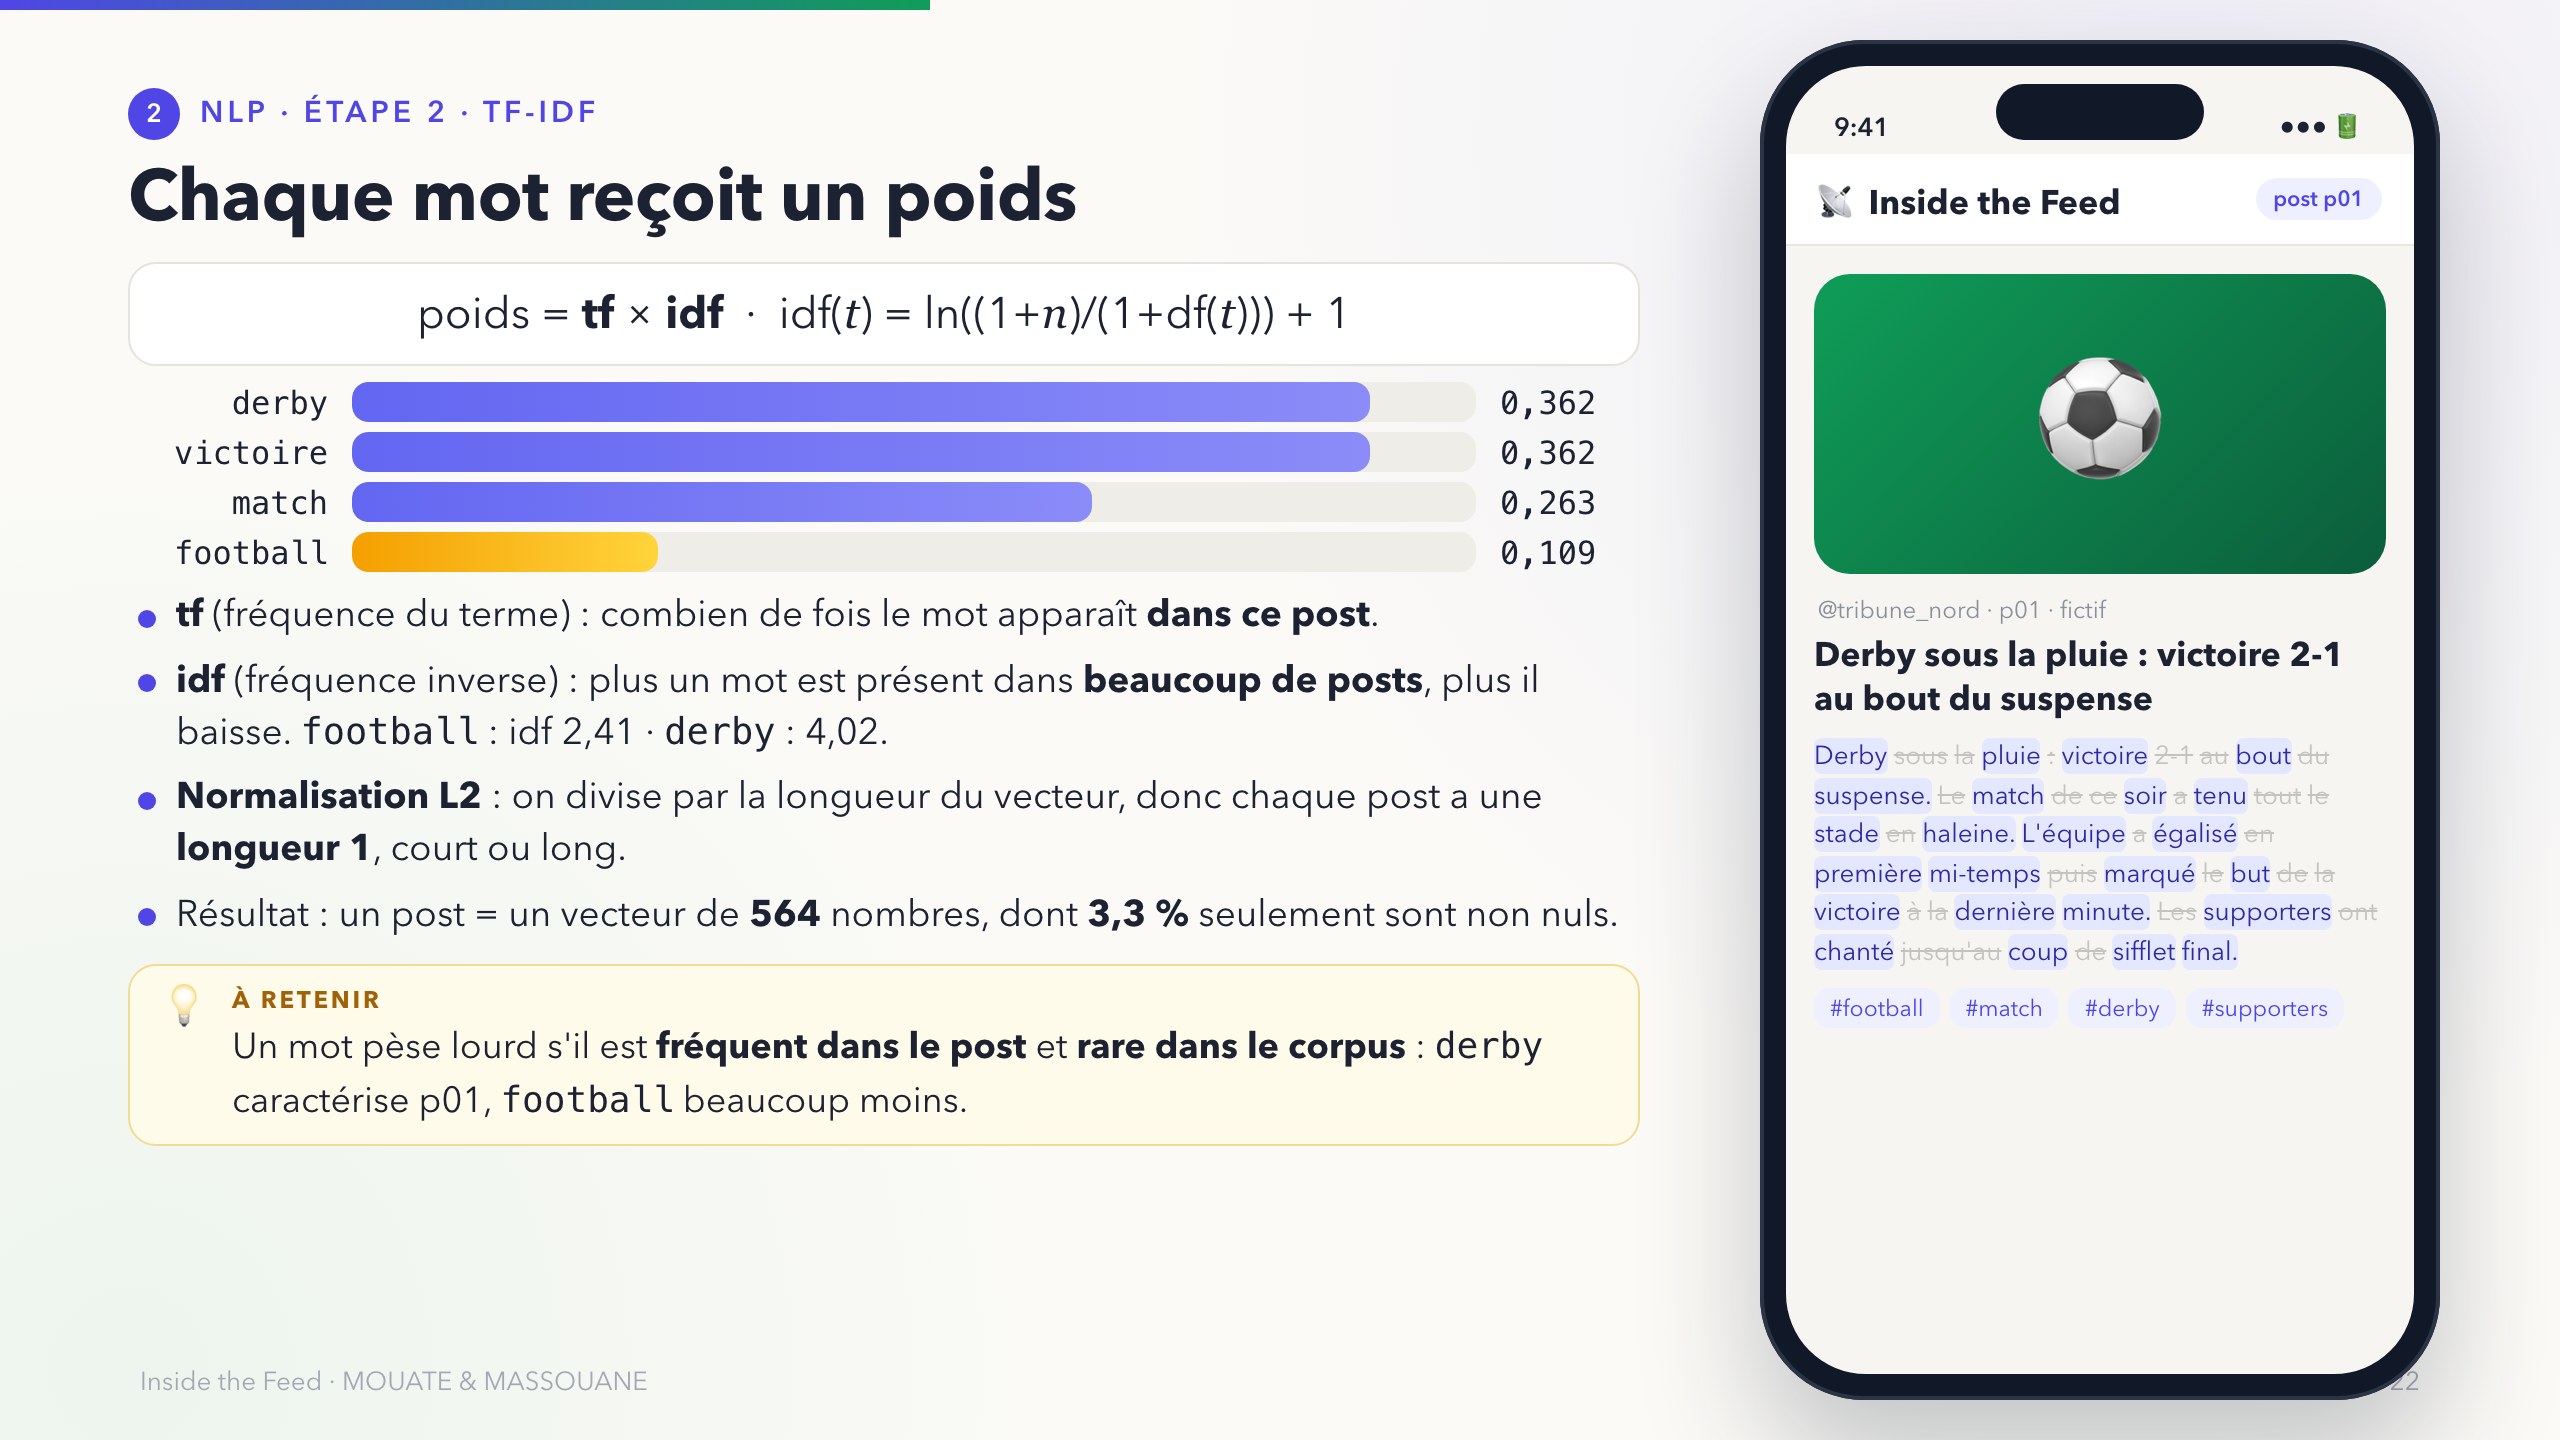 2 NLP · ÉTAPE 2 · TF-IDF
Chaque mot reçoit un poids
poids = tf × idf · idf(t) = ln((1+n)/(1+df(t))) + 1
derby 0,362
victoire 0,362
match 0,263
football 0,109
tf (fréquence du terme) : combien de fois le mot apparaît dans ce post.
idf (fréquence inverse) : plus un mot est présent dans beaucoup de posts, plus il
baisse. football : idf 2,41 · derby : 4,02.
Normalisation L2 : on divise par la longueur du vecteur, donc chaque post a une
longueur 1, court ou long.
Résultat : un post = un vecteur de 564 nombres, dont 3,3 % seulement sont non nuls.
À RETENIR
Un mot pèse lourd s'il est fréquent dans le post et rare dans le corpus : derby
caractérise p01, football beaucoup moins.
Inside the Feed · MOUATE & MASSOUANE
9:41
Inside the Feed post p01
@tribune_nord · p01 · fictif
Derby sous la pluie : victoire 2-1
au bout du suspense
Derby sous la pluie : victoire 2-1 au bout du
suspense. Le match de ce soir a tenu tout le
stade en haleine. L'équipe a égalisé en
première mi-temps puis marqué le but de la
victoire à la dernière minute. Les supporters ont
chanté jusqu'au coup de sifflet final.
#football #match #derby #supporters
22